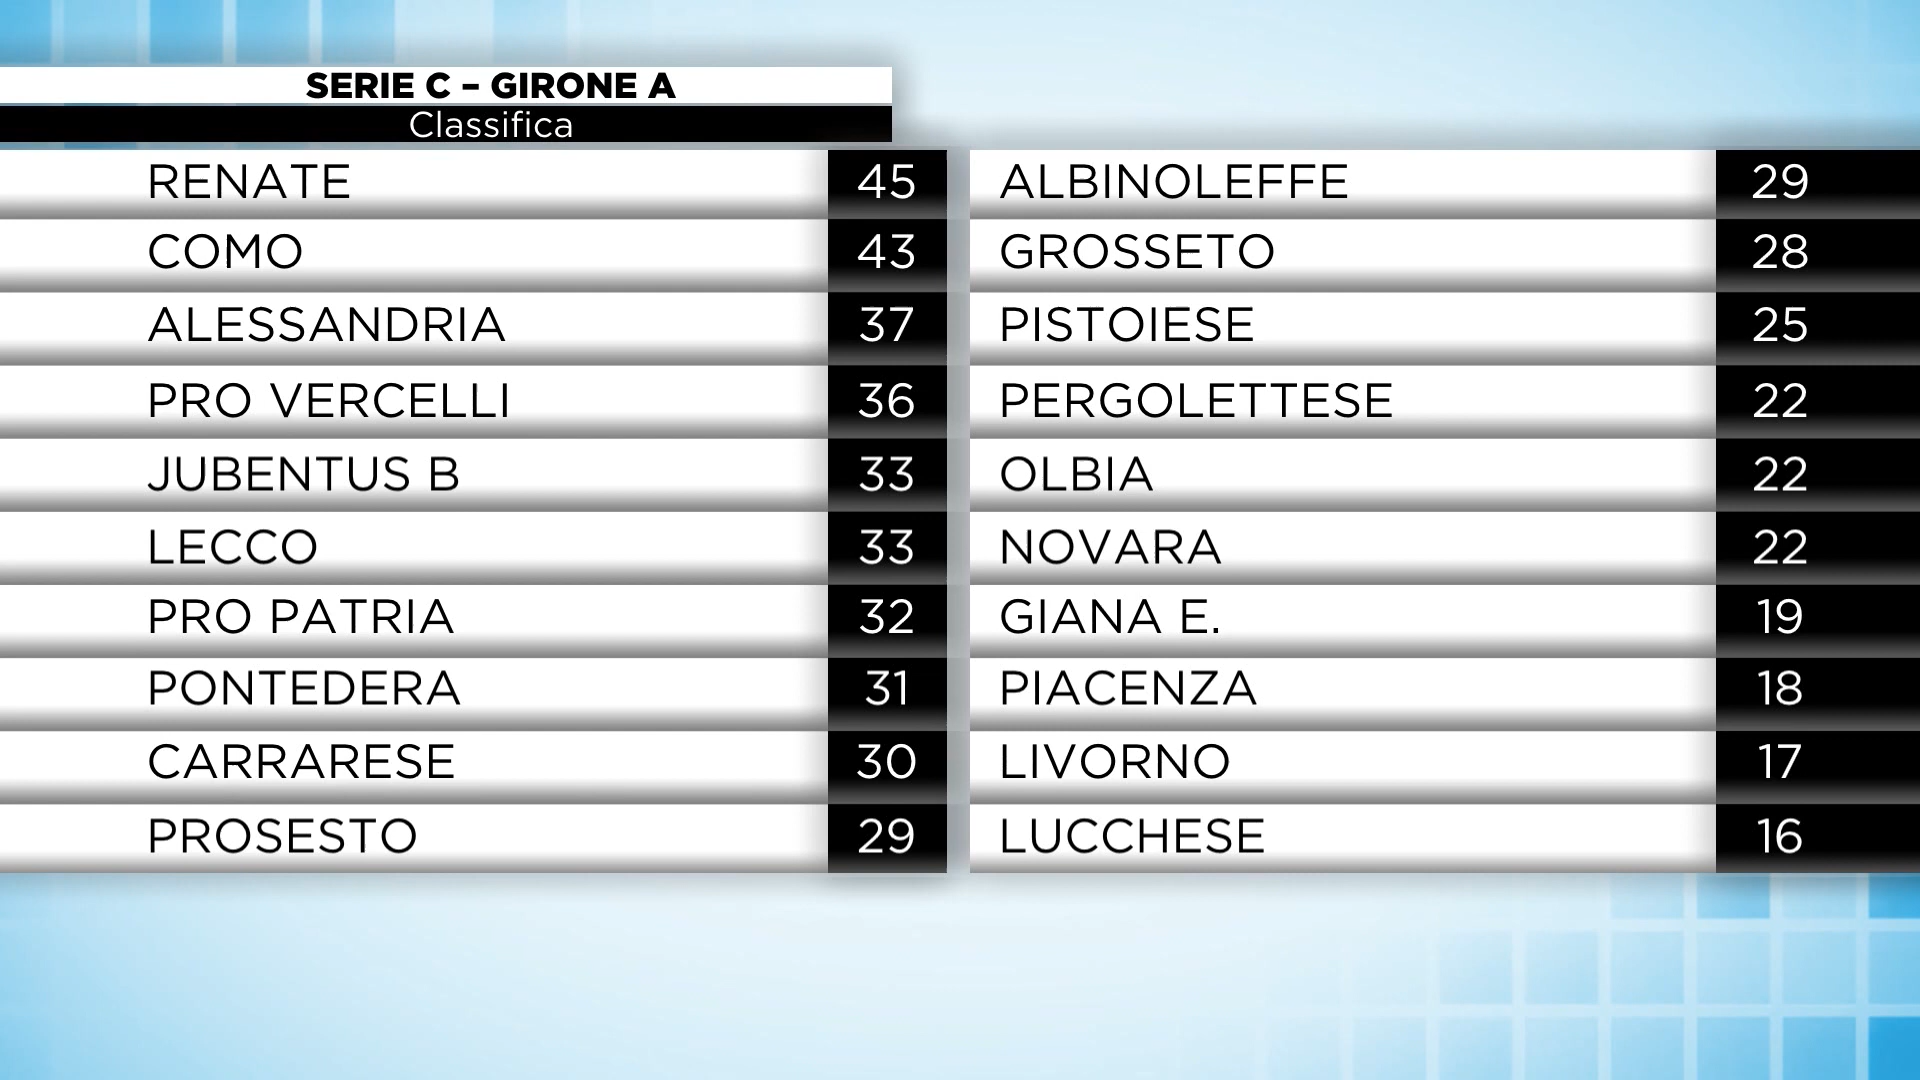 SERIE C – GIRONE A
Classifica
RENATE 45
COMO 43
ALESSANDRIA 37
PRO VERCELLI 36
JUBENTUS B 33
LECCO 33
PRO PATRIA 32
PONTEDERA 31
CARRARESE 30
PROSESTO 29
ALBINOLEFFE 29
GROSSETO 28
PISTOIESE 25
PERGOLETTESE 22
OLBIA 22
NOVARA 22
GIANA E. 19
PIACENZA 18
LIVORNO 17
LUCCHESE 16